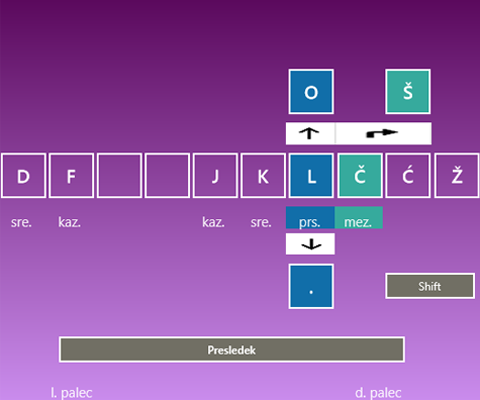 O Š
D F J K L Č Ć Ž
sre. kaz. kaz. sre. prs. mez.
.
Shift
Presledek
l. palec d. palec